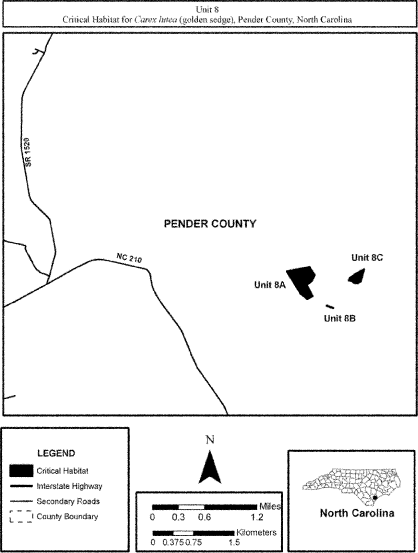 Unit 8
Critical Habitat for Carex lutea (golden sedge), Pender County, North Carolina
SR 1520
PENDER COUNTY
NC 210
Unit 8C
Unit 8A
Unit 8B
LEGEND
Critical Habitat
Interstate Highway
Secondary Roads
County Boundary
N
Miles
0 0.3 0.6 1.2
Kilometers
0 0.375 0.75 1.5
North Carolina